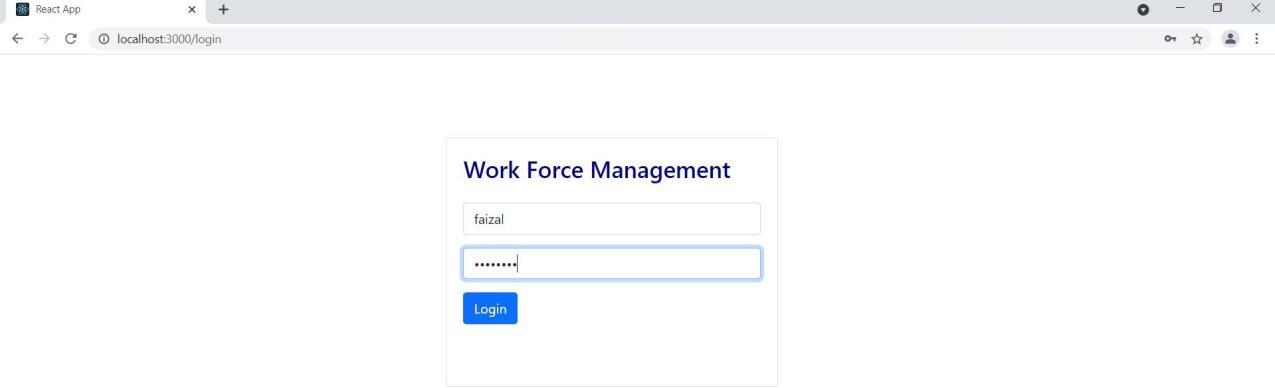 React App
localhost:3000/login
Work Force Management
faizal
••••••••
Login